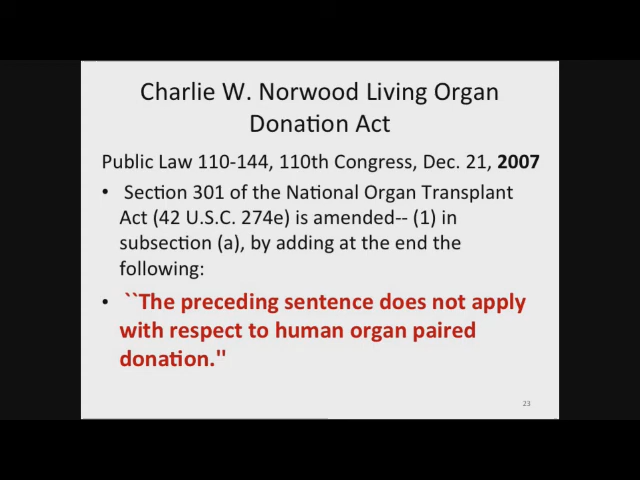 Charlie W. Norwood Living Organ
Donation Act
Public Law 110-144, 110th Congress, Dec. 21, 2007
• Section 301 of the National Organ Transplant
Act (42 U.S.C. 274e) is amended-- (1) in
subsection (a), by adding at the end the
following:
• ``The preceding sentence does not apply
with respect to human organ paired
donation.''
23